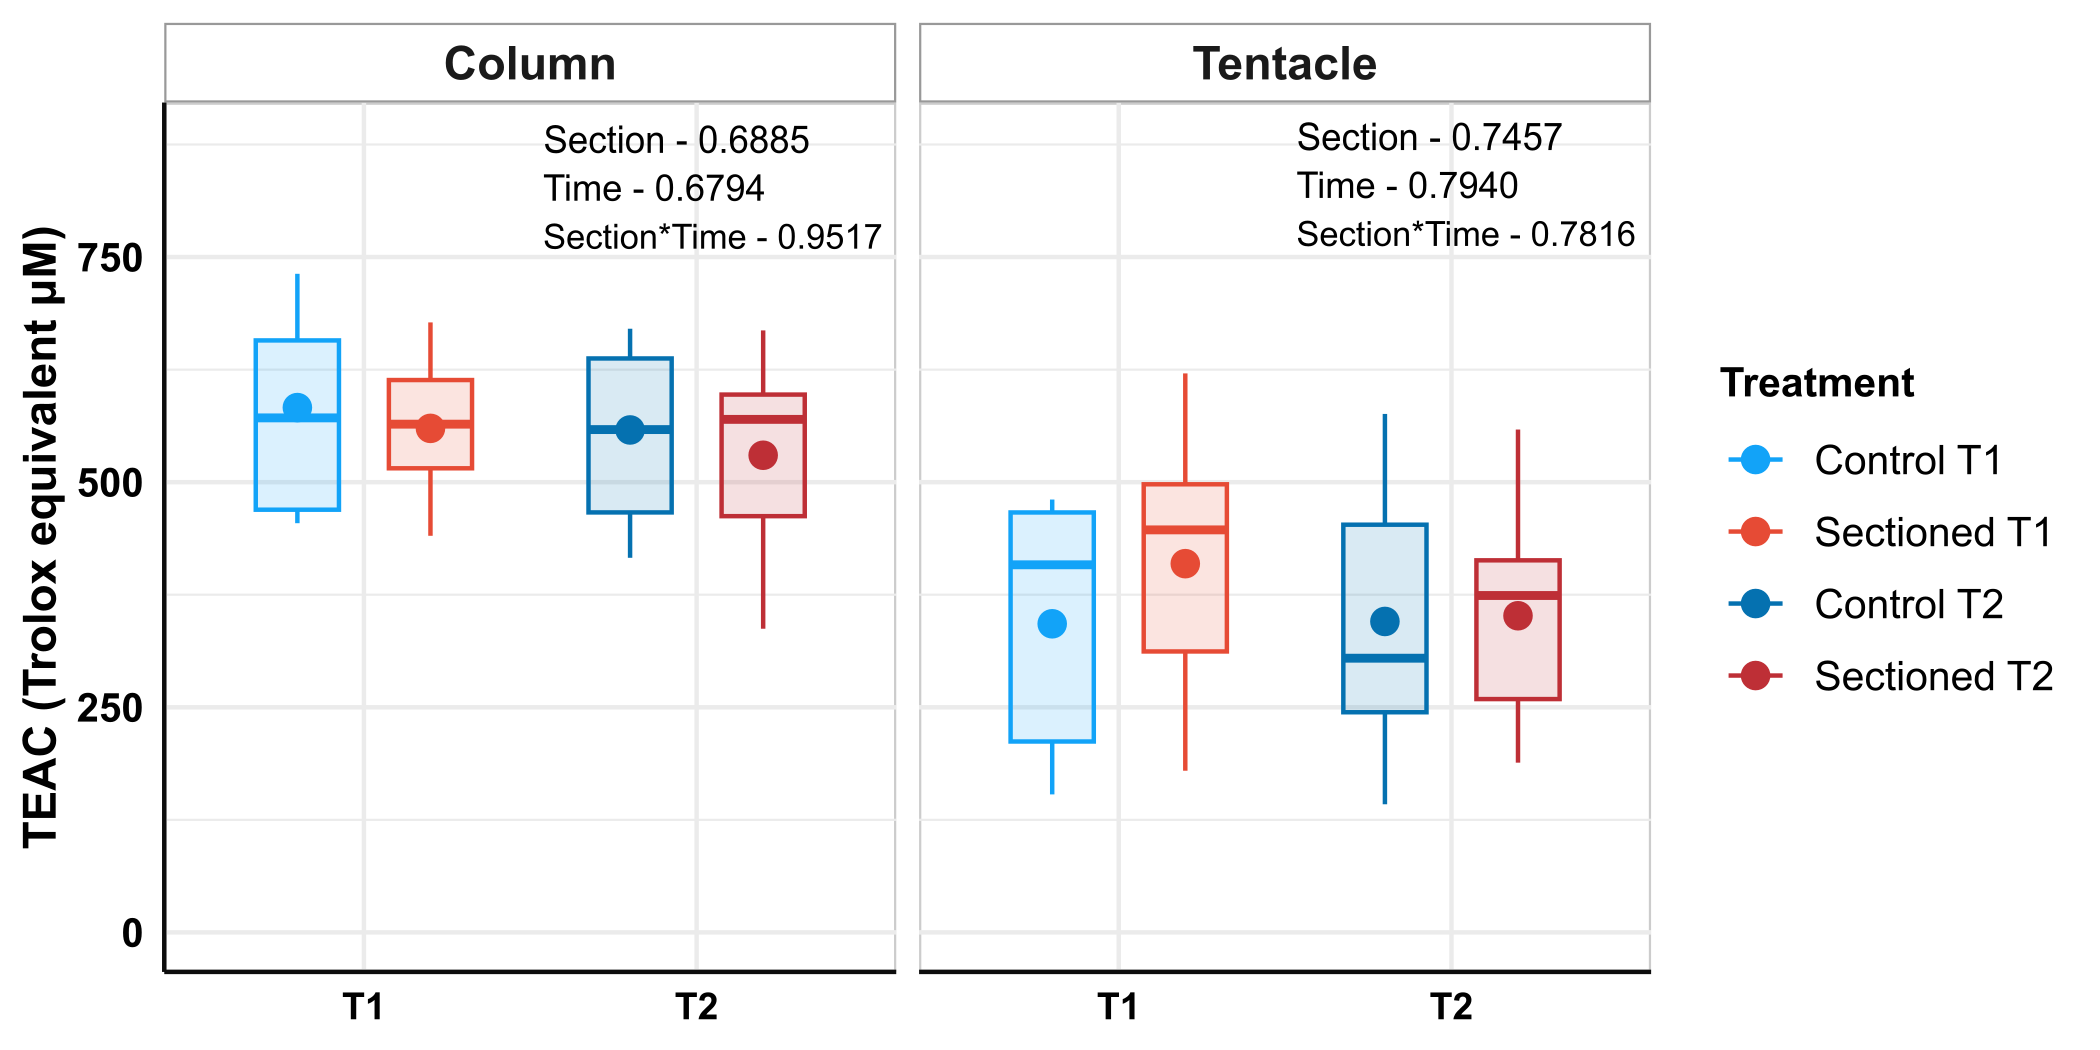 Column
Tentacle
Section - 0.6885
Time - 0.6794
Section*Time - 0.9517
Section - 0.7457
Time - 0.7940
Section*Time - 0.7816
TEAC (Trolox equivalent µM)
750
500
250
0
T1
T2
T1
T2
Treatment
Control T1
Sectioned T1
Control T2
Sectioned T2